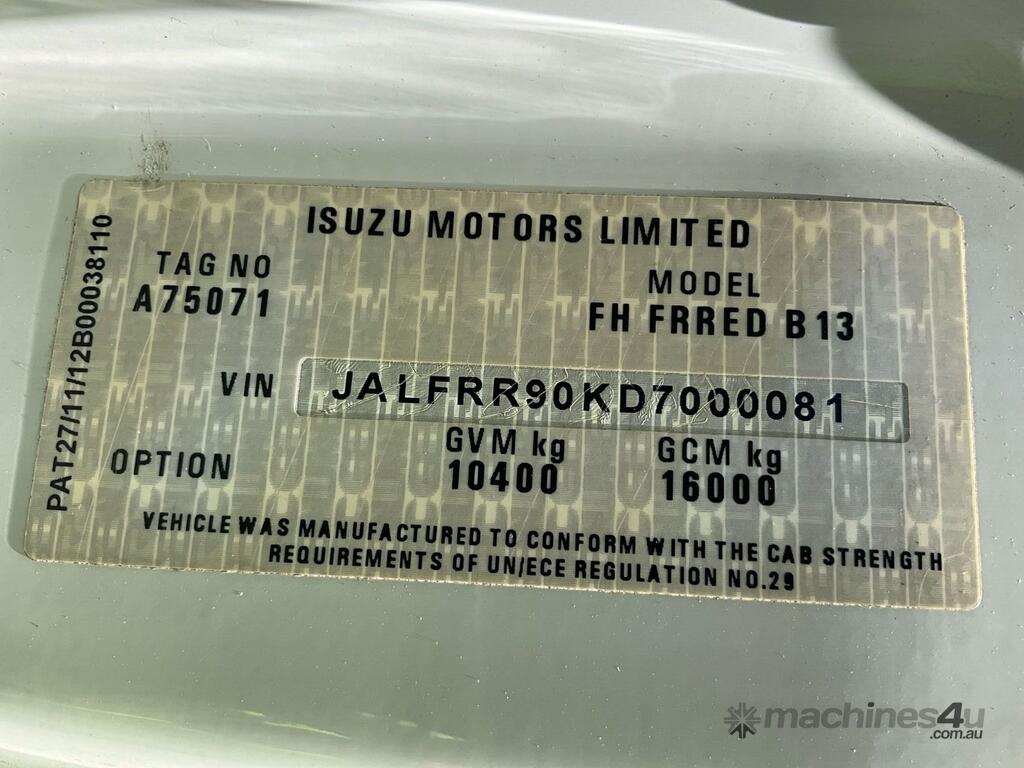 ISUZU MOTORS LIMITED
TAG NO
A75071
MODEL
FH FRRED B13
VIN
JALFRR90KD7000081
OPTION
GVM kg
10400
GCM kg
16000
VEHICLE WAS MANUFACTURED TO CONFORM WITH THE CAB STRENGTH
REQUIREMENTS OF UN/ECE REGULATION NO.29
PAT27/11/12B00038110
machines4u
.com.au